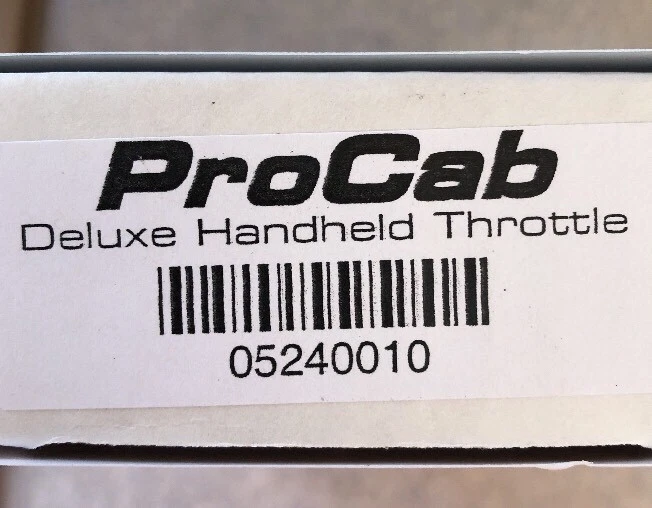 ProCab
Deluxe Handheld Throttle
05240010